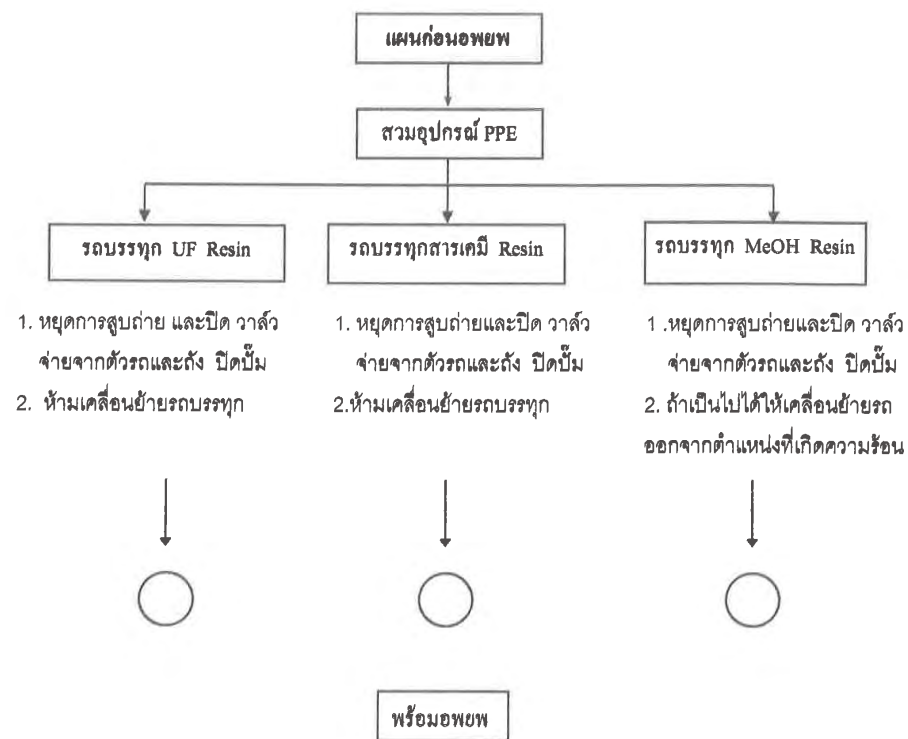 แผนก่อนอพยพ
สวมอุปกรณ์ PPE
รถบรรทุก UF Resin
1. หยุดการสูบถ่าย และปิด วาล์ว
จ่ายจากตัวรถและถัง ปิดปั๊ม
2. ห้ามเคลื่อนย้ายรถบรรทุก
รถบรรทุกสารเคมี Resin
1. หยุดการสูบถ่ายและปิด วาล์ว
จ่ายจากตัวรถและถัง ปิดปั๊ม
2.ห้ามเคลื่อนย้ายรถบรรทุก
รถบรรทุก MeOH Resin
1 .หยุดการสูบถ่ายและปิด วาล์ว
จ่ายจากตัวรถและถัง ปิดปั๊ม
2. ถ้าเป็นไปได้ให้เคลื่อนย้ายรถ
ออกจากตำแหน่งที่เกิดความร้อน
พร้อมอพยพ